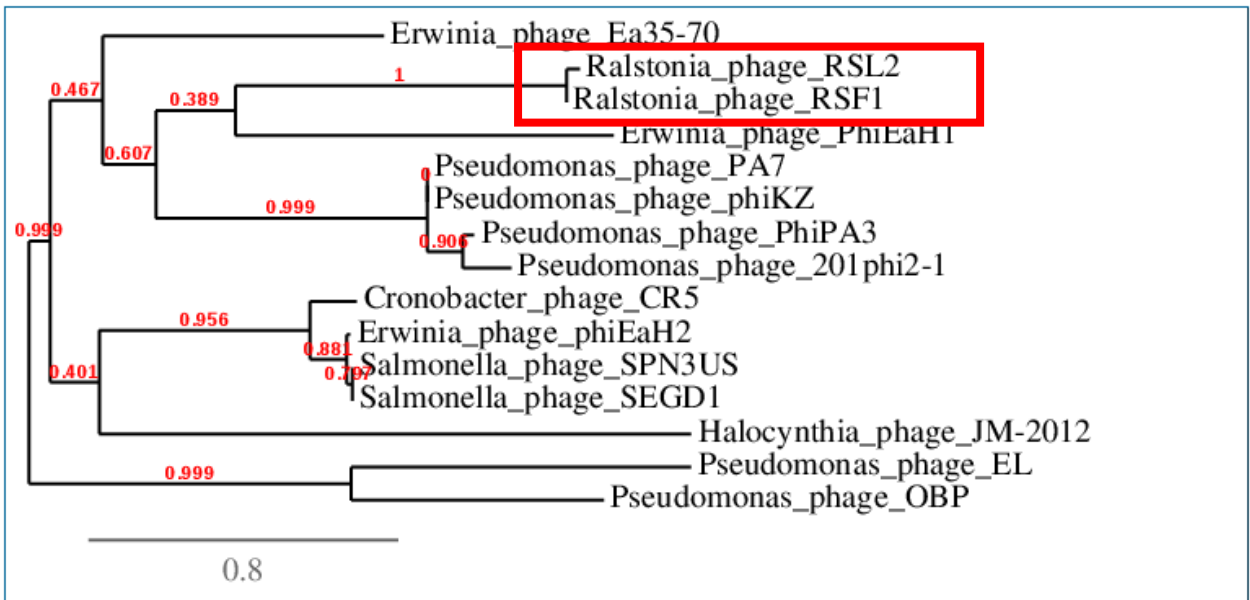 Erwinia_phage_Ea35-70
Ralstonia_phage_RSL2
1
0.467
0.389
Ralstonia_phage_RSF1
Erwinia_phage_PhiEaH1
0.607
Pseudomonas_phage_PA7
0
Pseudomonas_phage_phiKZ
0.999
Pseudomonas_phage_PhiPA3
0.999
0.906
Pseudomonas_phage_201phi2-1
Cronobacter_phage_CR5
0.956
Erwinia_phage_phiEaH2
0.881
Salmonella_phage_SPN3US
0.401
0.797
Salmonella_phage_SEGD1
Halocynthia_phage_JM-2012
Pseudomonas_phage_EL
0.999
Pseudomonas_phage_OBP
0.8